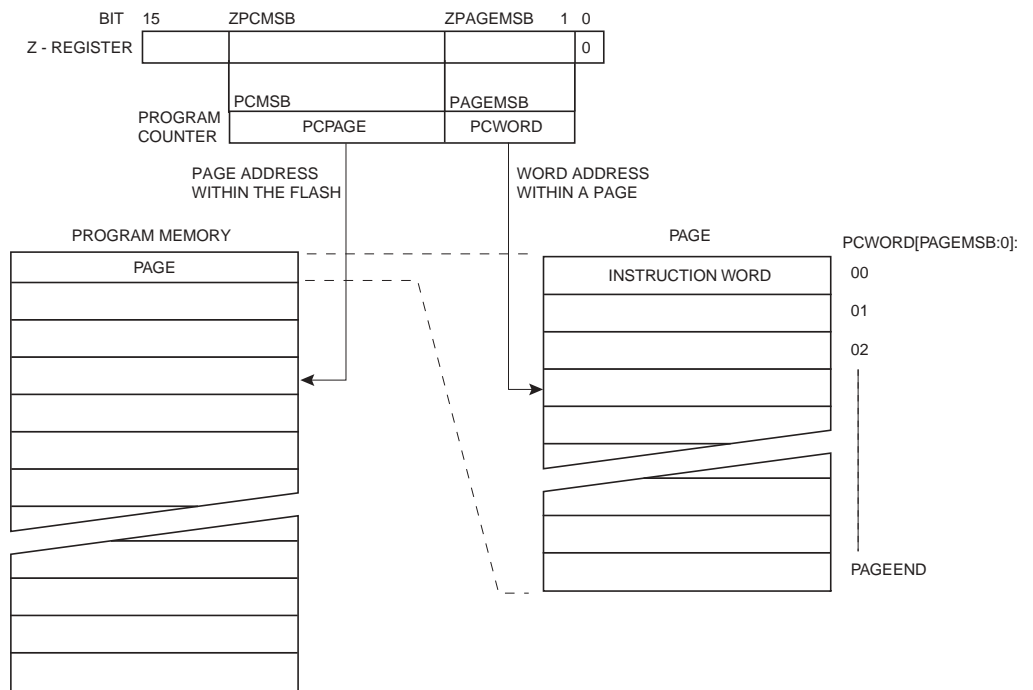 BIT 15 ZPCMSB ZPAGEMSB 1 0
Z - REGISTER 0
PCMSB PAGEMSB
PROGRAM
COUNTER
PCPAGE PCWORD
PAGE ADDRESS
WITHIN THE FLASH
WORD ADDRESS
WITHIN A PAGE
PROGRAM MEMORY
PAGE
PAGE
PCWORD[PAGEMSB:0]:
INSTRUCTION WORD
00
01
02
PAGEEND